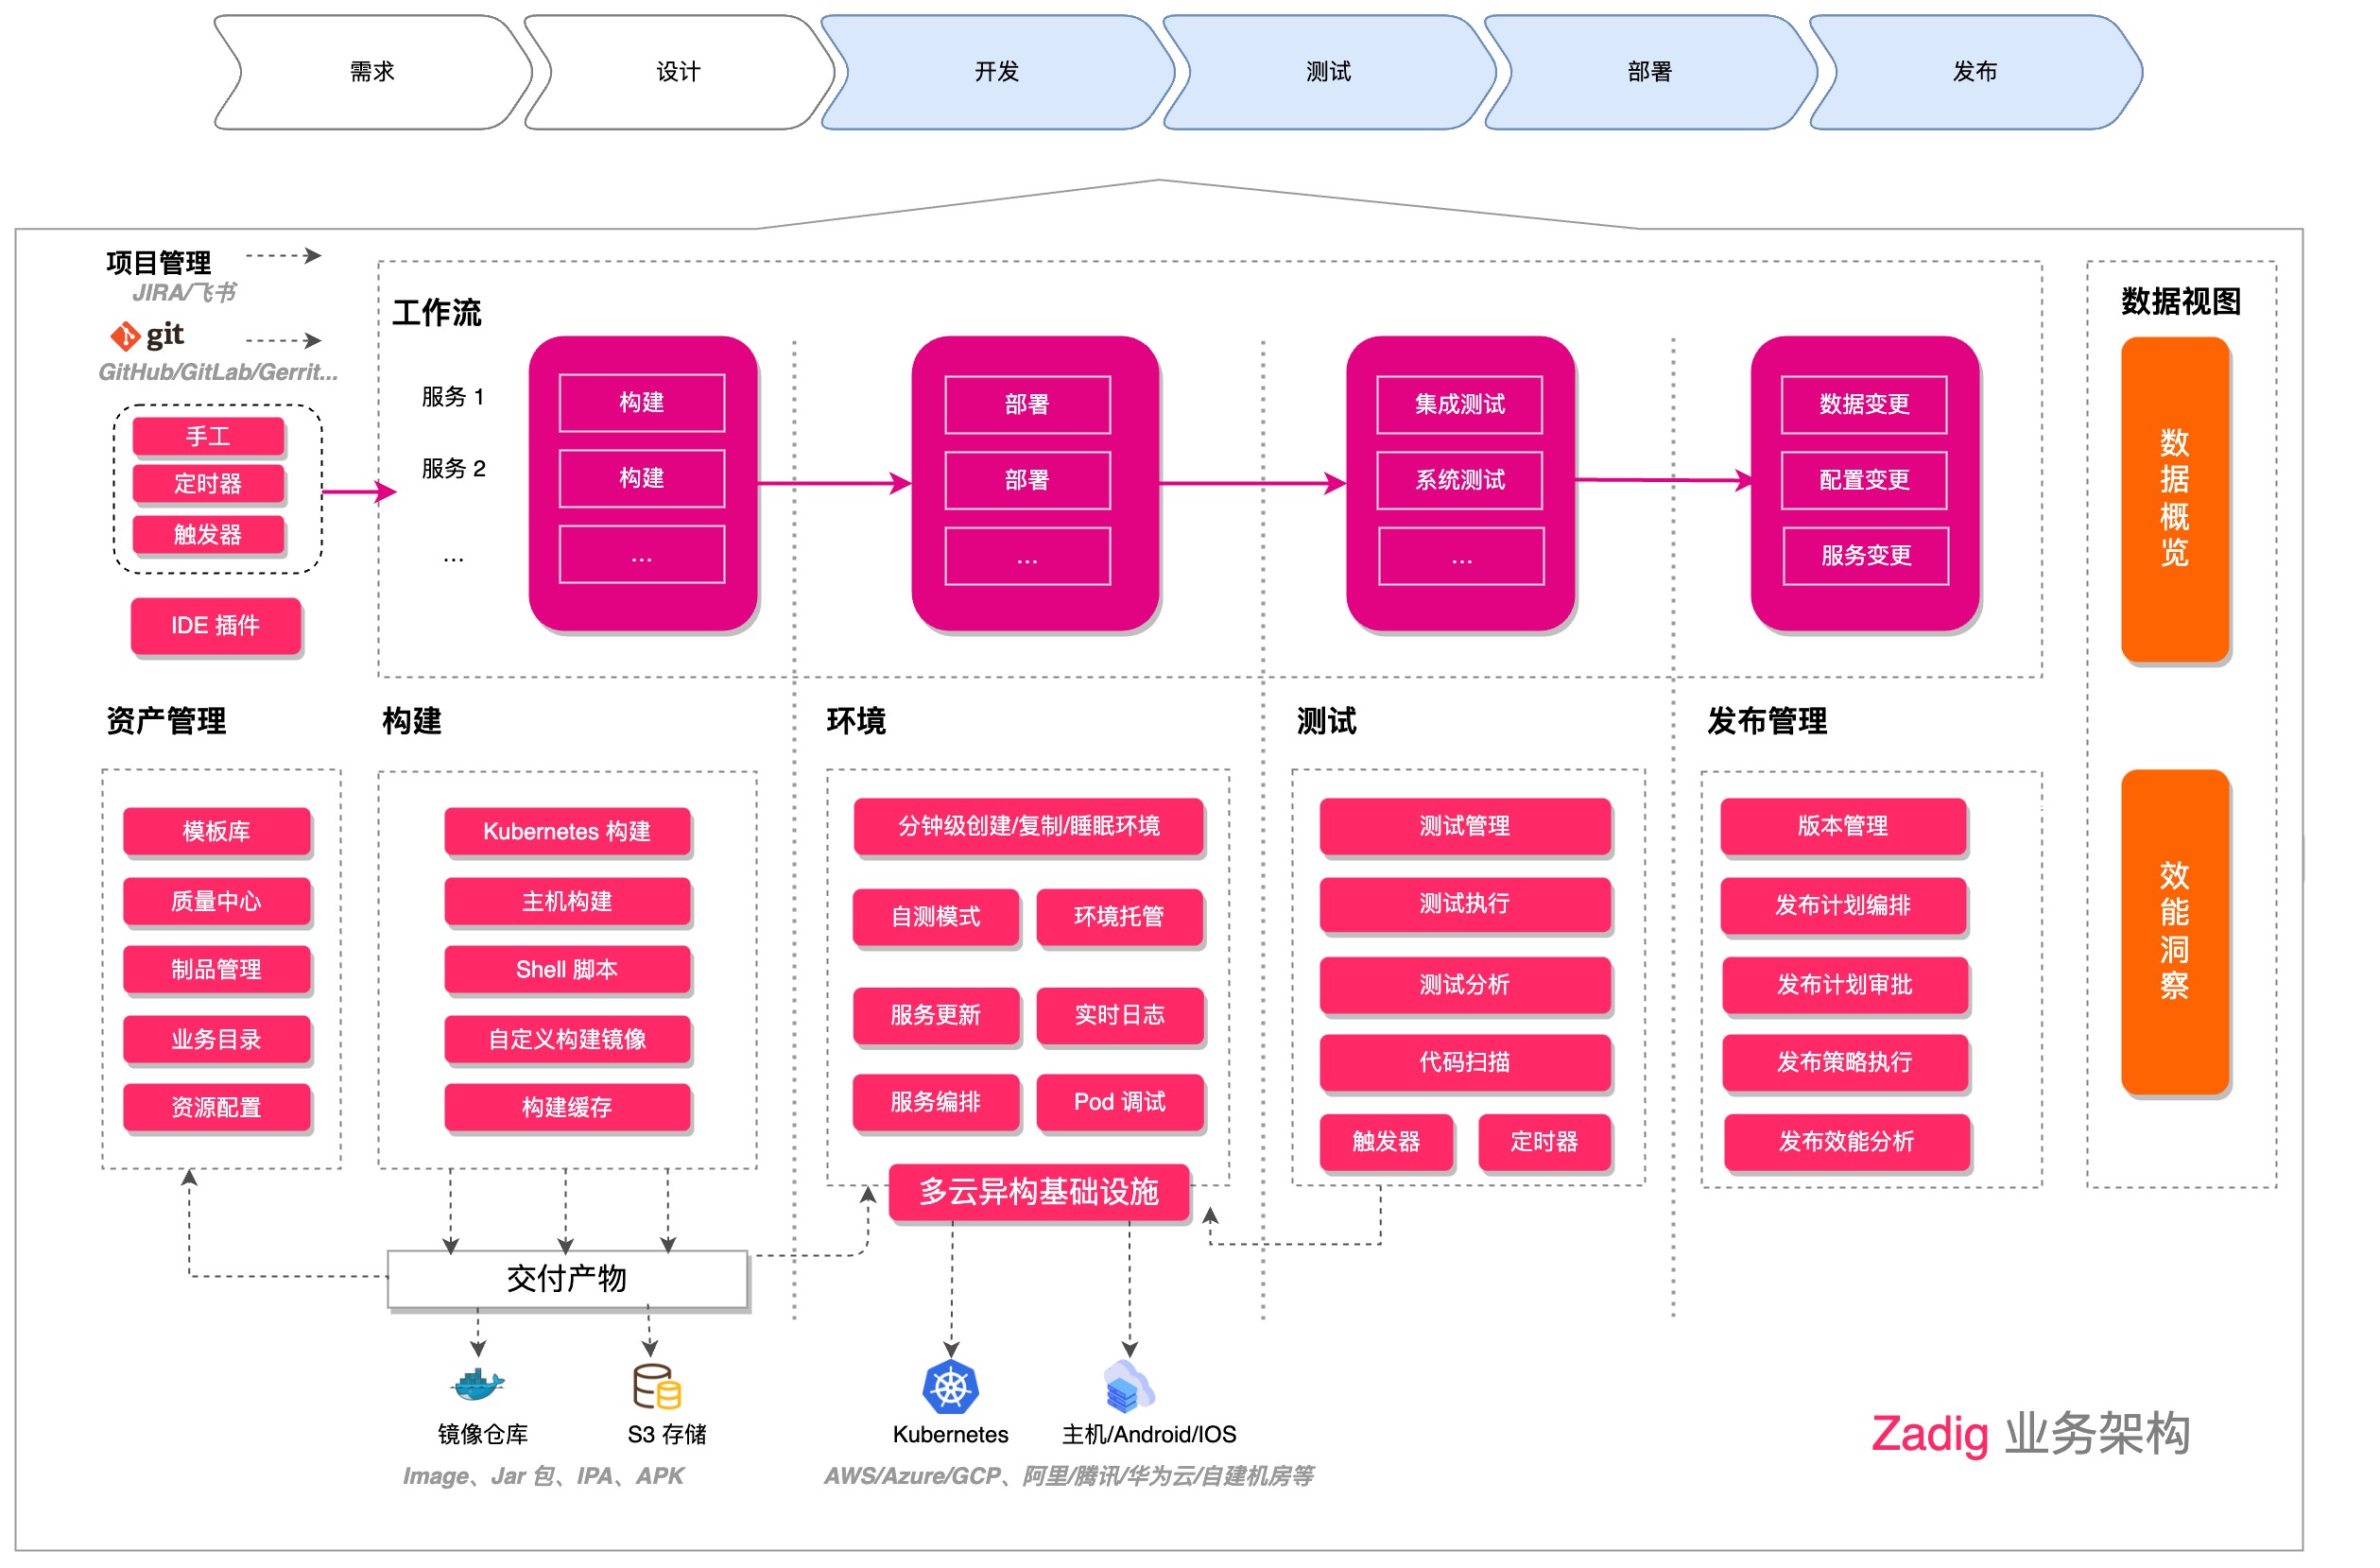 需求
设计
开发
测试
部署
发布
项目管理
JIRA/飞书
git
GitHub/GitLab/Gerrit...
手工
定时器
触发器
IDE 插件
工作流
服务 1
服务 2
...
构建
构建
...
部署
部署
...
集成测试
系统测试
...
数据变更
配置变更
服务变更
数据视图
数据概览
效能洞察
资产管理
模板库
质量中心
制品管理
业务目录
资源配置
构建
Kubernetes 构建
主机构建
Shell 脚本
自定义构建镜像
构建缓存
环境
分钟级创建/复制/睡眠环境
自测模式
环境托管
服务更新
实时日志
服务编排
Pod 调试
多云异构基础设施
测试
测试管理
测试执行
测试分析
代码扫描
触发器
定时器
发布管理
版本管理
发布计划编排
发布计划审批
发布策略执行
发布效能分析
交付产物
镜像仓库
S3 存储
Image、Jar 包、IPA、APK
Kubernetes
主机/Android/IOS
AWS/Azure/GCP、阿里/腾讯/华为云/自建机房等
Zadig 业务架构